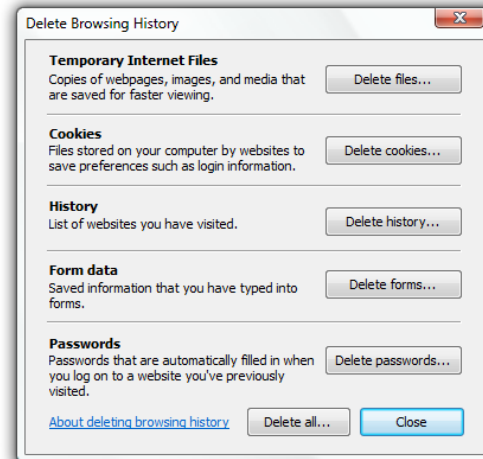 Delete Browsing History
Temporary Internet Files
Copies of webpages, images, and media that
are saved for faster viewing.
Delete files...
Cookies
Files stored on your computer by websites to
save preferences such as login information.
Delete cookies...
History
List of websites you have visited.
Delete history...
Form data
Saved information that you have typed into
forms.
Delete forms...
Passwords
Passwords that are automatically filled in when
you log on to a website you've previously
visited.
Delete passwords...
About deleting browsing history
Delete all...
Close